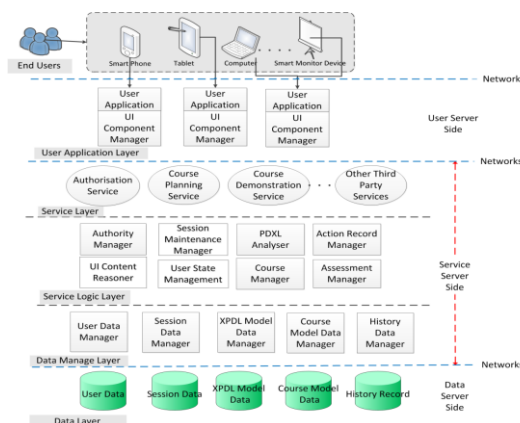 End Users
Smart Phone
Tablet
Computer
Smart Monitor Device
Networks
User Application
UI Component Manager
User Application
UI Component Manager
User Application
UI Component Manager
User Server Side
User Application Layer
Networks
Authorisation Service
Course Planning Service
Course Demonstration Service
Other Third Party Services
Service Layer
Authority Manager
Session Maintenance Manager
PDXL Analyser
Action Record Manager
UI Content Reasoner
User State Management
Course Manager
Assessment Manager
Service Server Side
Service Logic Layer
User Data Manager
Session Data Manager
XPDL Model Data Manager
Course Model Data Manager
History Data Manager
Data Manage Layer
Networks
User Data
Session Data
XPDL Model Data
Course Model Data
History Record
Data Server Side
Data Layer